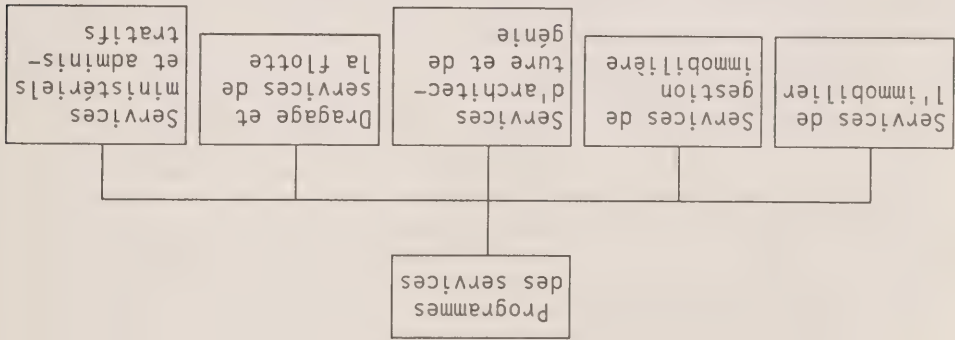 Programmes
des services
Services de
l'immobilier
Services de
gestion
immobilière
Services
d'architec-
ture et de
génie
Dragage et
services de
la flotte
Services
ministériels
et adminis-
tratifs